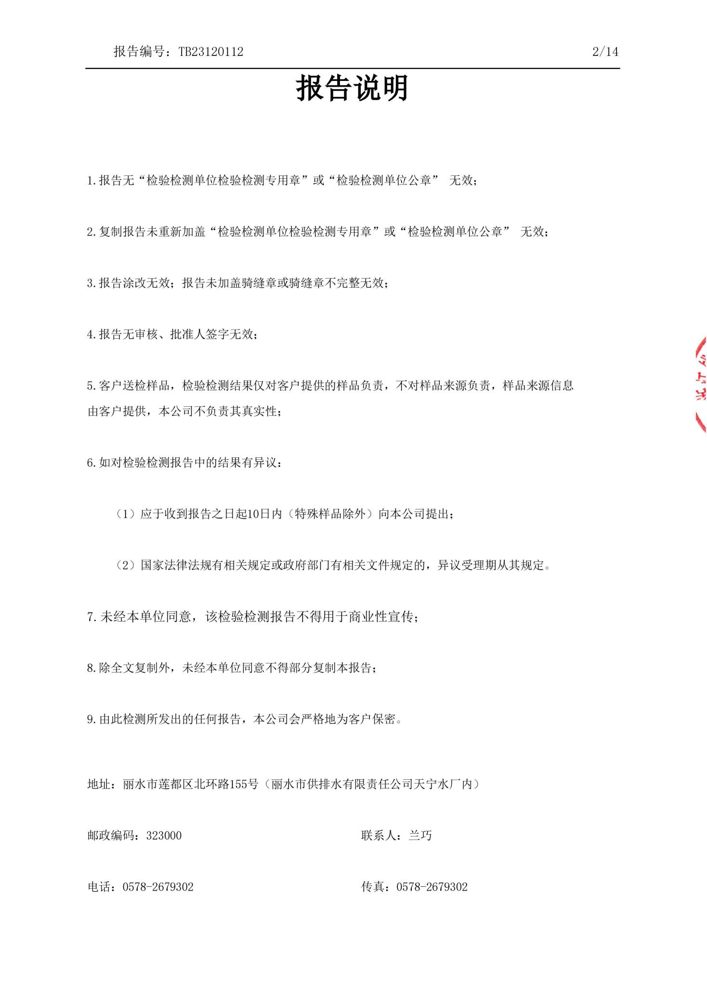 报告编号：TB23120112 2/14
报告说明
1.报告无“检验检测单位检验检测专用章”或“检验检测单位公章” 无效；
2.复制报告未重新加盖“检验检测单位检验检测专用章”或“检验检测单位公章” 无效；
3.报告涂改无效；报告未加盖骑缝章或骑缝章不完整无效；
4.报告无审核、批准人签字无效；
5.客户送检样品，检验检测结果仅对客户提供的样品负责，不对样品来源负责，样品来源信息
由客户提供，本公司不负责其真实性；
6.如对检验检测报告中的结果有异议：
（1）应于收到报告之日起10日内（特殊样品除外）向本公司提出；
（2）国家法律法规有相关规定或政府部门有相关文件规定的，异议受理期从其规定。
7.未经本单位同意，该检验检测报告不得用于商业性宣传；
8.除全文复制外，未经本单位同意不得部分复制本报告；
9.由此检测所发出的任何报告，本公司会严格地为客户保密。
地址：丽水市莲都区北环路155号（丽水市供排水有限责任公司天宁水厂内）
邮政编码：323000 联系人：兰巧
电话：0578-2679302 传真：0578-2679302